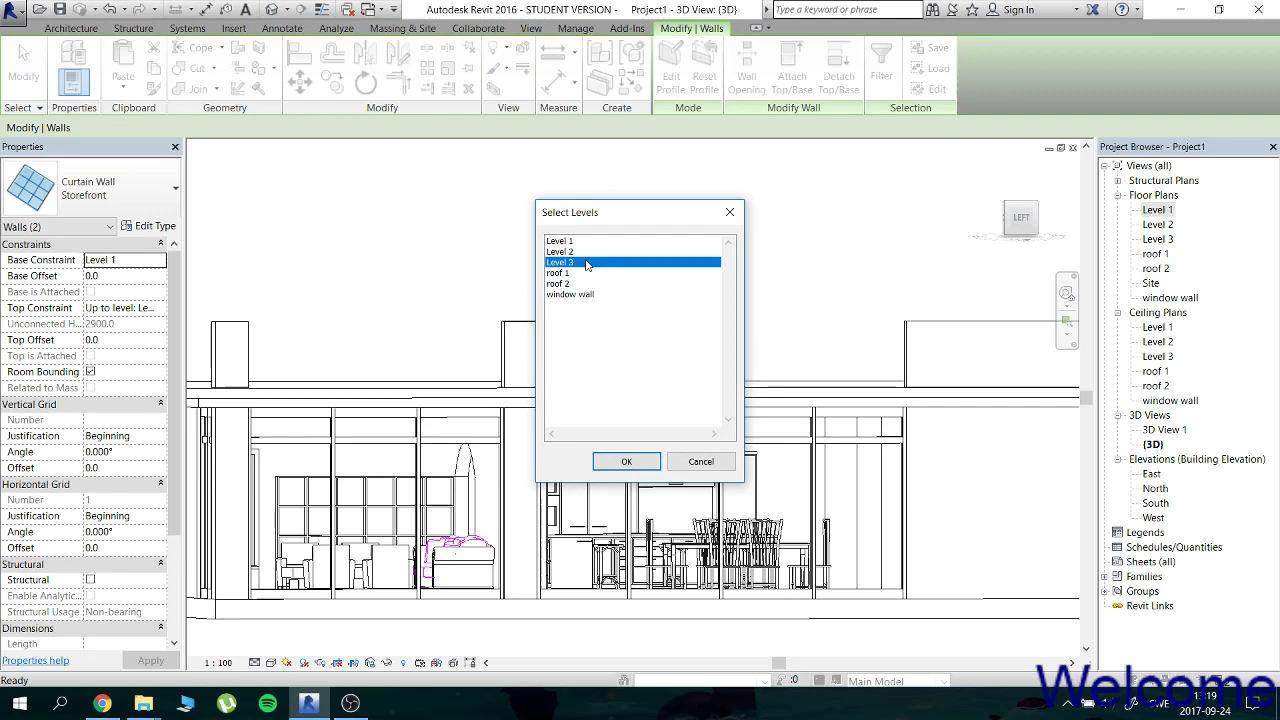 Autodesk Revit 2016 - STUDENT VERSION - Project1 - 3D View: {3D}
Type a keyword or phrase
Sign In
Architecture Structure Systems Insert Annotate Analyze Massing & Site Collaborate View Manage Add-Ins Modify | Walls
Modify Paste Cope Cut Join Edit Profile Reset Profile Wall Opening Attach Top/Base Detach Top/Base Filter Save Load Edit
Select Properties Clipboard Geometry Modify View Measure Create Mode Modify Wall Selection
Modify | Walls
Properties
Curtain Wall
Storefront
Walls (2) Edit Type
Constraints
Base Constraint Level 1
Base Offset 0.0
Base is Attached
Top Constraint Up to level: Le...
Unconnected H... 2900.0
Top Offset 0.0
Top is Attached
Room Bounding
Related to Mass
Vertical Grid
Number
Justification Beginning
Angle 0.000°
Offset 0.0
Horizontal Grid
Number 1
Justification Beginning
Angle 0.000°
Offset 0.0
Structural
Structural
Enable Analytic...
Structural Usage Non-bearing
Dimensions
Length
Properties help Apply
Select Levels
Level 1
Level 2
Level 3
roof 1
roof 2
window wall
OK Cancel
LEFT
1 : 100
Project Browser - Project1
Views (all)
Structural Plans
Floor Plans
Level 1
Level 2
Level 3
roof 1
roof 2
Site
window wall
Ceiling Plans
Level 1
Level 2
Level 3
roof 1
roof 2
window wall
3D Views
3D View 1
{3D}
Elevations (Building Elevation)
East
North
South
West
Legends
Schedules/Quantities
Sheets (all)
Families
Groups
Revit Links
Ready
:0
Main Model
Welcome
13:19
SWE
2017-09-24